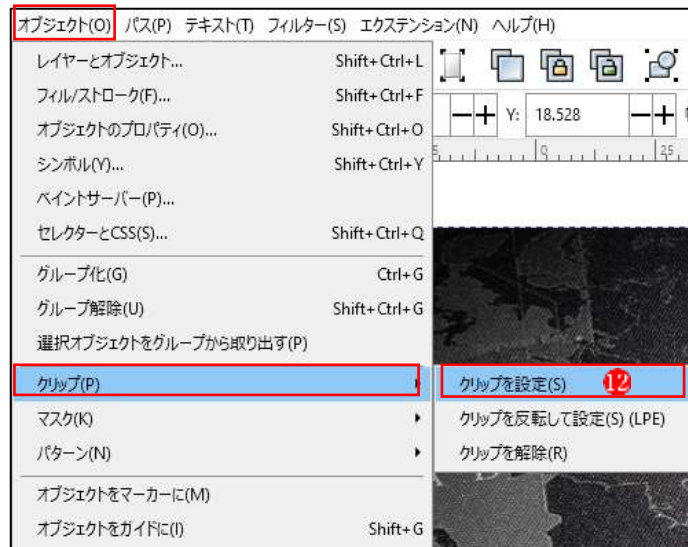 オブジェクト(O) パス(P) テキスト(T) フィルター(S) エクステンション(N) ヘルプ(H)
レイヤーとオブジェクト... Shift+Ctrl+L
フィル/ストローク(F)... Shift+Ctrl+F
オブジェクトのプロパティ(O)... Shift+Ctrl+O
Y: 18.528
シンボル(Y)... Shift+Ctrl+Y
0 25
ペイントサーバー(P)...
セレクターとCSS(S)... Shift+Ctrl+Q
グループ化(G) Ctrl+G
グループ解除(U) Shift+Ctrl+G
選択オブジェクトをグループから取り出す(P)
クリップ(P)
クリップを設定(S) 12
マスク(K)
クリップを反転して設定(S) (LPE)
パターン(N)
クリップを解除(R)
オブジェクトをマーカーに(M)
オブジェクトをガイドに(I) Shift+G